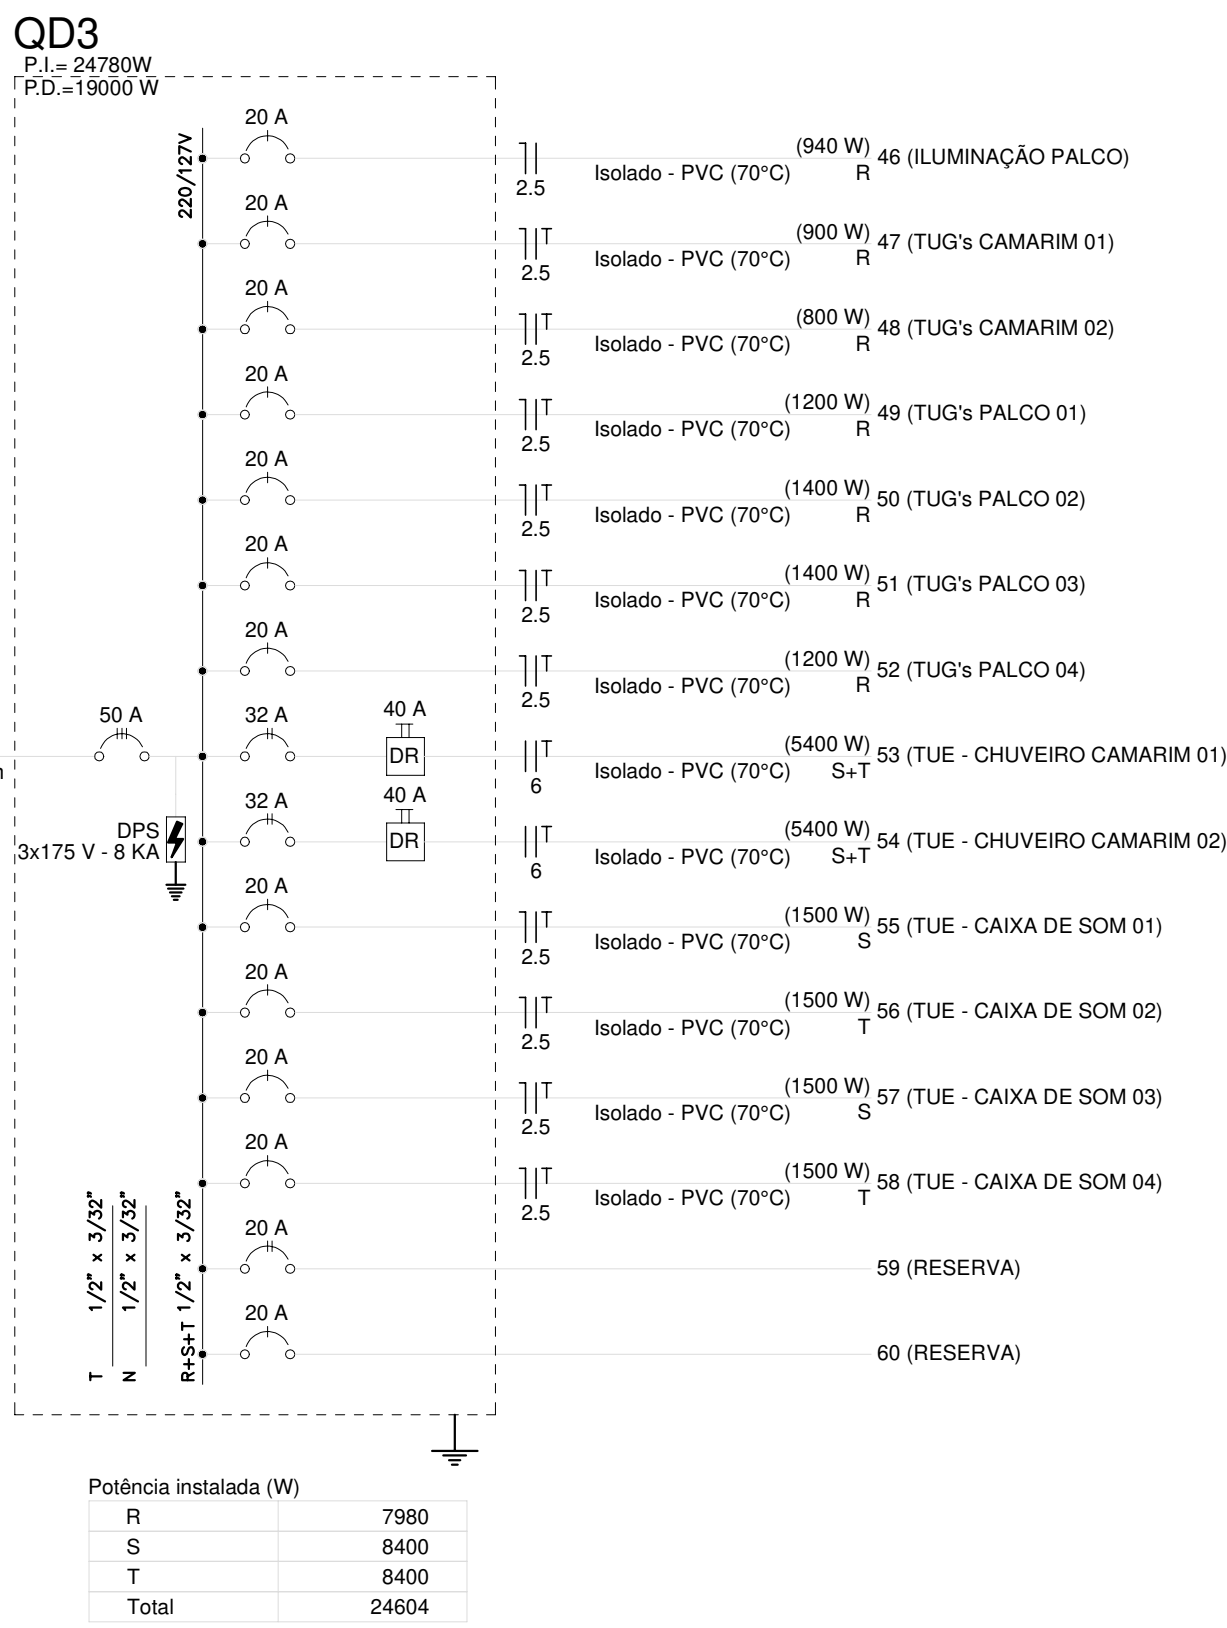 QD3
P.I.= 24780W
P.D.=19000 W
220/127V
20 A
2.5
Isolado - PVC (70°C)
(940 W)
R
46 (ILUMINAÇÃO PALCO)
20 A
T
2.5
Isolado - PVC (70°C)
(900 W)
R
47 (TUG's CAMARIM 01)
20 A
T
2.5
Isolado - PVC (70°C)
(800 W)
R
48 (TUG's CAMARIM 02)
20 A
T
2.5
Isolado - PVC (70°C)
(1200 W)
R
49 (TUG's PALCO 01)
20 A
T
2.5
Isolado - PVC (70°C)
(1400 W)
R
50 (TUG's PALCO 02)
20 A
T
2.5
Isolado - PVC (70°C)
(1400 W)
R
51 (TUG's PALCO 03)
20 A
T
2.5
Isolado - PVC (70°C)
(1200 W)
R
52 (TUG's PALCO 04)
50 A
32 A
40 A
DR
T
6
Isolado - PVC (70°C)
(5400 W)
S+T
53 (TUE - CHUVEIRO CAMARIM 01)
DPS
3x175 V - 8 KA
32 A
40 A
DR
T
6
Isolado - PVC (70°C)
(5400 W)
S+T
54 (TUE - CHUVEIRO CAMARIM 02)
20 A
T
2.5
Isolado - PVC (70°C)
(1500 W)
S
55 (TUE - CAIXA DE SOM 01)
20 A
T
2.5
Isolado - PVC (70°C)
(1500 W)
T
56 (TUE - CAIXA DE SOM 02)
20 A
T
2.5
Isolado - PVC (70°C)
(1500 W)
S
57 (TUE - CAIXA DE SOM 03)
20 A
T
2.5
Isolado - PVC (70°C)
(1500 W)
T
58 (TUE - CAIXA DE SOM 04)
20 A
59 (RESERVA)
20 A
60 (RESERVA)
T 1/2" x 3/32"
N 1/2" x 3/32"
R+S+T 1/2" x 3/32"
Potência instalada (W)
R 7980
S 8400
T 8400
Total 24604